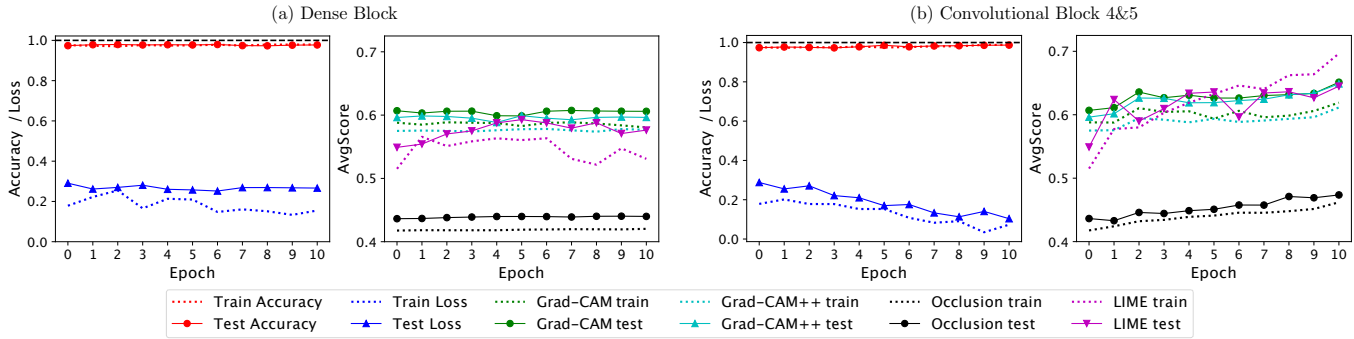 (a) Dense Block
(b) Convolutional Block 4&5
Accuracy / Loss
1.0
0.8
0.6
0.4
0.2
0.0
0 1 2 3 4 5 6 7 8 9 10
Epoch
AvgScore
0.7
0.6
0.5
0.4
0 1 2 3 4 5 6 7 8 9 10
Epoch
Accuracy / Loss
1.0
0.8
0.6
0.4
0.2
0.0
0 1 2 3 4 5 6 7 8 9 10
Epoch
AvgScore
0.7
0.6
0.5
0.4
0 1 2 3 4 5 6 7 8 9 10
Epoch
Train Accuracy Train Loss Grad-CAM train Grad-CAM++ train Occlusion train LIME train
Test Accuracy Test Loss Grad-CAM test Grad-CAM++ test Occlusion test LIME test